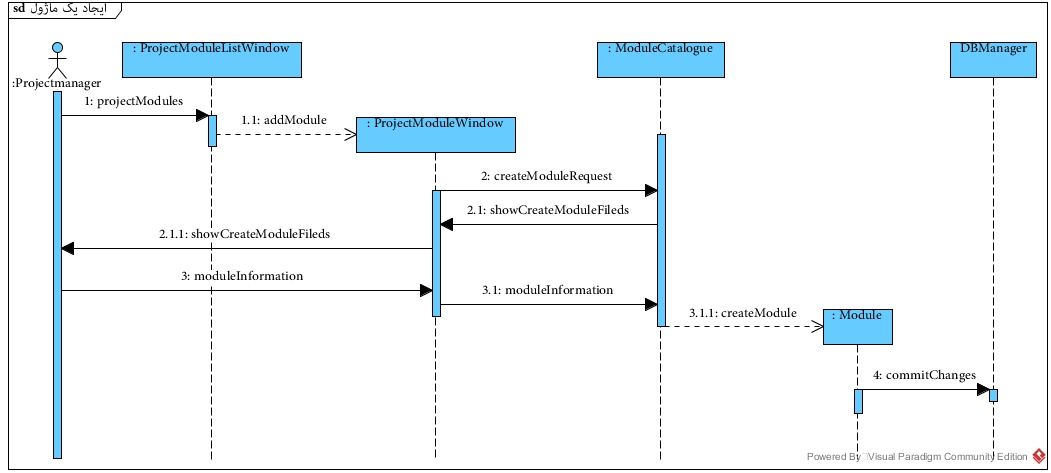 sd ایجاد یک ماژول
: ProjectModuleListWindow
: ModuleCatalogue
DBManager
:Projectmanager
1: projectModules
1.1: addModule
: ProjectModuleWindow
2: createModuleRequest
2.1: showCreateModuleFileds
2.1.1: showCreateModuleFileds
3: moduleInformation
3.1: moduleInformation
3.1.1: createModule
: Module
4: commitChanges
Powered By Visual Paradigm Community Edition